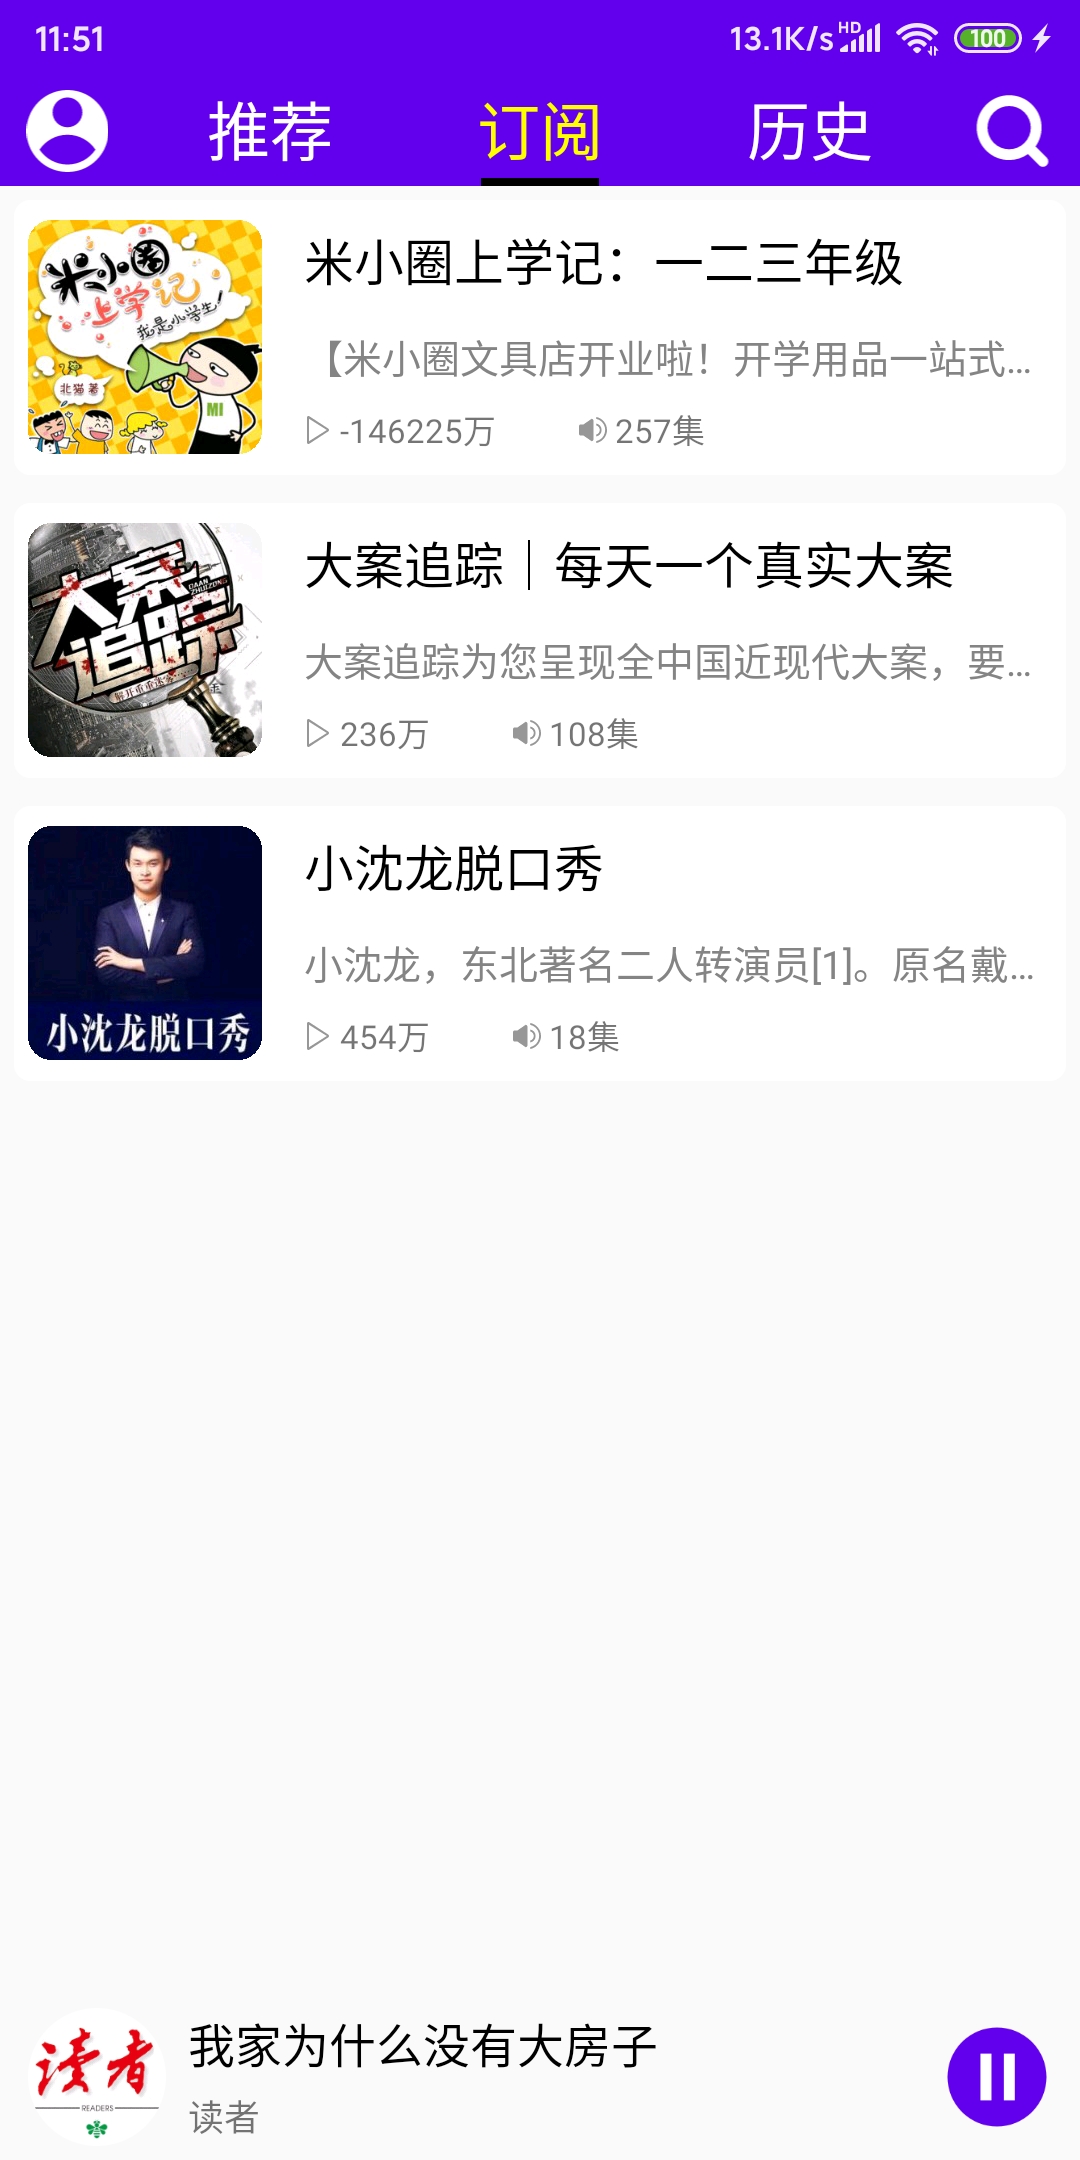 11:51
13.1K/s HD 100
推荐 订阅 历史
米小圈
上学记
我是小学生！
北猫 著
MI
米小圈上学记：一二三年级
【米小圈文具店开业啦！开学用品一站式...
-146225万 257集
大案
追踪
DAAN
ZHUIZONG
大案追踪｜每天一个真实大案
大案追踪为您呈现全中国近现代大案，要...
236万 108集
小沈龙脱口秀
小沈龙脱口秀
小沈龙，东北著名二人转演员[1]。原名戴...
454万 18集
读者
READERS
我家为什么没有大房子
读者